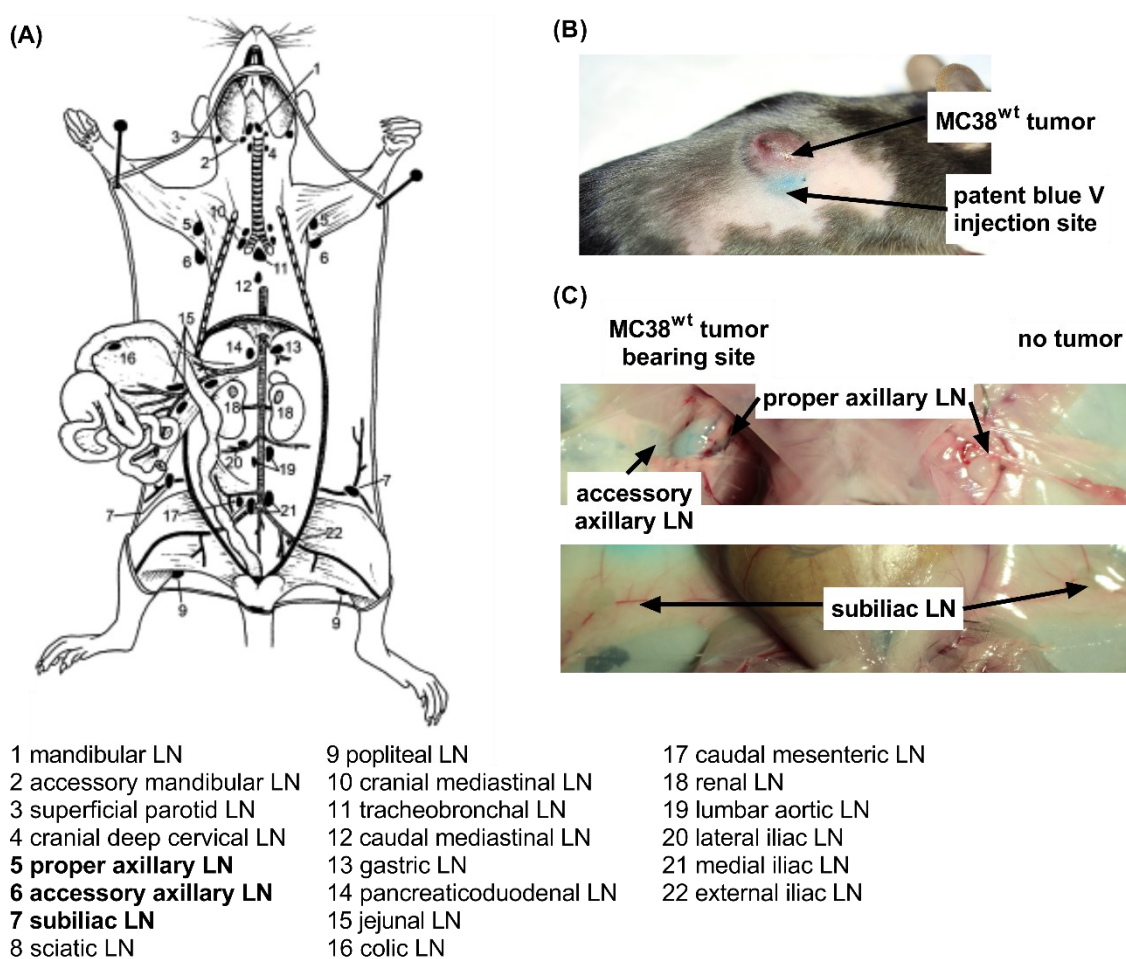 (A)
1
3
2
4
5
10
5
6
6
11
12
15
16
14
13
18
18
20
19
7
7
17
21
22
9
9
(B)
MC38wt tumor
patent blue V
injection site
(C)
MC38wt tumor
bearing site
no tumor
proper axillary LN
accessory
axillary LN
subiliac LN
1 mandibular LN
2 accessory mandibular LN
3 superficial parotid LN
4 cranial deep cervical LN
5 proper axillary LN
6 accessory axillary LN
7 subiliac LN
8 sciatic LN
9 popliteal LN
10 cranial mediastinal LN
11 tracheobronchal LN
12 caudal mediastinal LN
13 gastric LN
14 pancreaticoduodenal LN
15 jejunal LN
16 colic LN
17 caudal mesenteric LN
18 renal LN
19 lumbar aortic LN
20 lateral iliac LN
21 medial iliac LN
22 external iliac LN